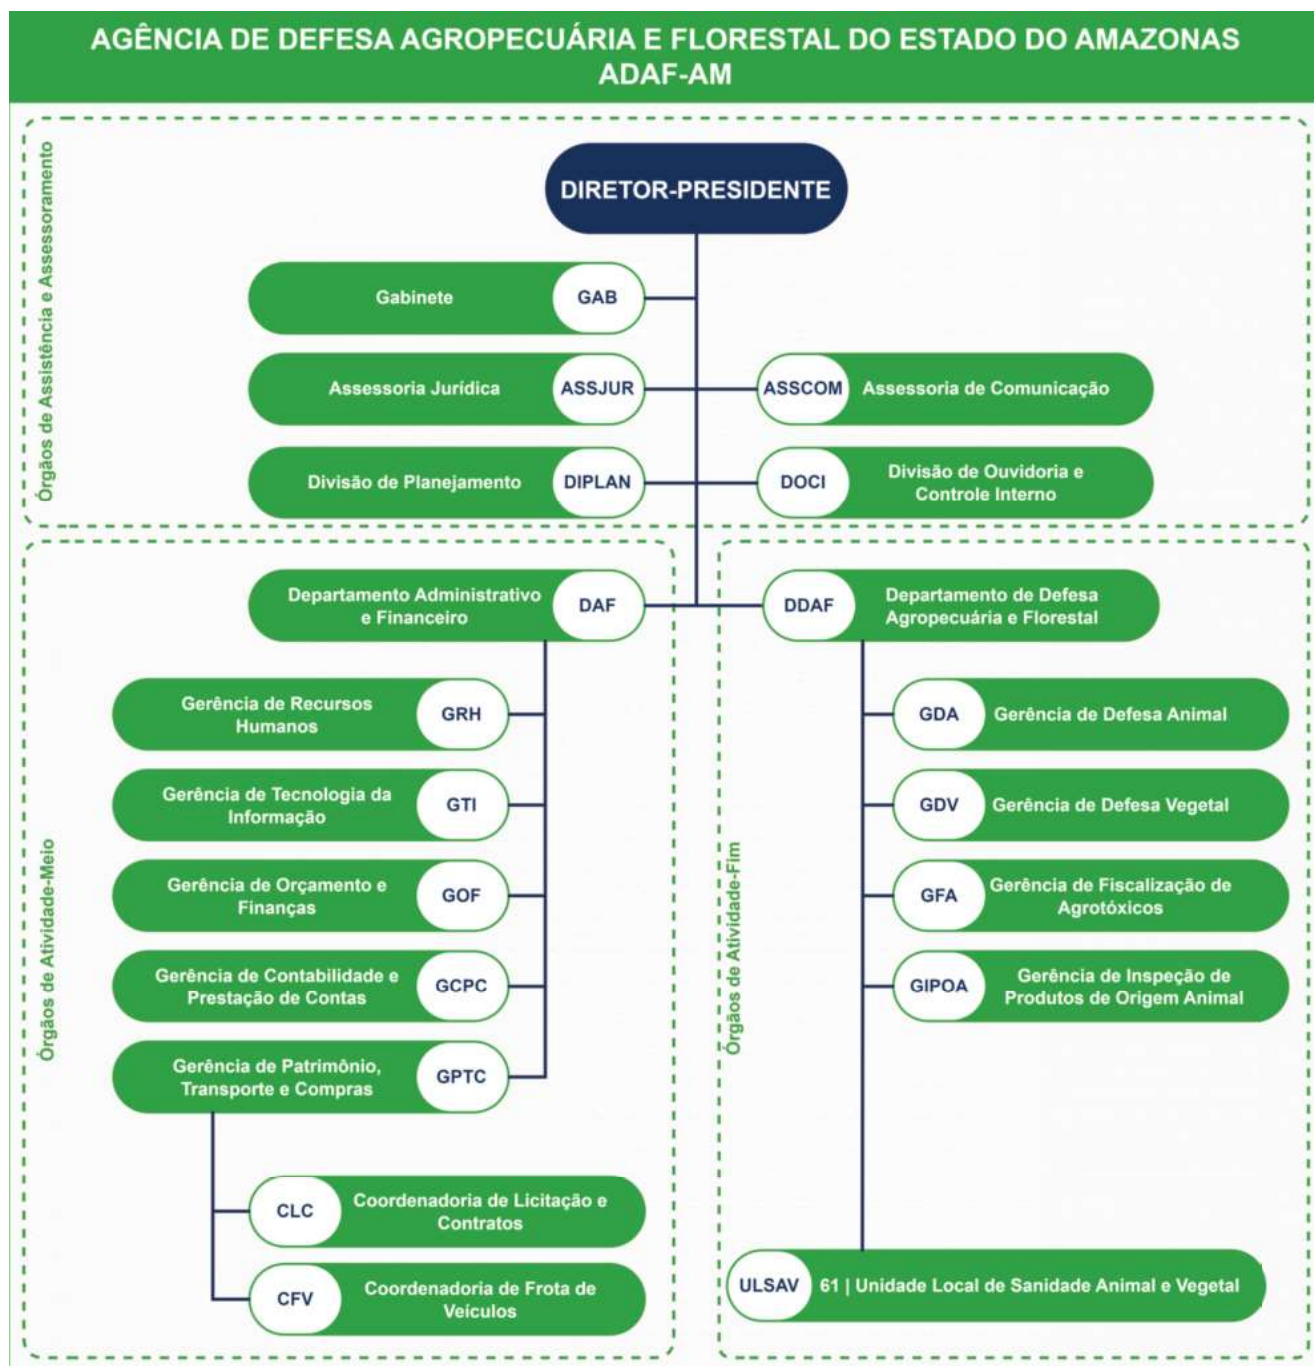 AGÊNCIA DE DEFESA AGROPECUÁRIA E FLORESTAL DO ESTADO DO AMAZONAS
ADAF-AM
Órgãos de Assistência e Assessoramento
DIRETOR-PRESIDENTE
Gabinete
GAB
Assessoria Jurídica
ASSJUR
ASSCOM
Assessoria de Comunicação
Divisão de Planejamento
DIPLAN
DOCI
Divisão de Ouvidoria e
Controle Interno
Órgãos de Atividade-Meio
Departamento Administrativo
e Financeiro
DAF
Gerência de Recursos
Humanos
GRH
Gerência de Tecnologia da
Informação
GTI
Gerência de Orçamento e
Finanças
GOF
Gerência de Contabilidade e
Prestação de Contas
GCPC
Gerência de Patrimônio,
Transporte e Compras
GPTC
CLC
Coordenadoria de Licitação e
Contratos
CFV
Coordenadoria de Frota de
Veículos
Órgãos de Atividade-Fim
DDAF
Departamento de Defesa
Agropecuária e Florestal
GDA
Gerência de Defesa Animal
GDV
Gerência de Defesa Vegetal
GFA
Gerência de Fiscalização de
Agrotóxicos
GIPOA
Gerência de Inspeção de
Produtos de Origem Animal
ULSAV
61 | Unidade Local de Sanidade Animal e Vegetal